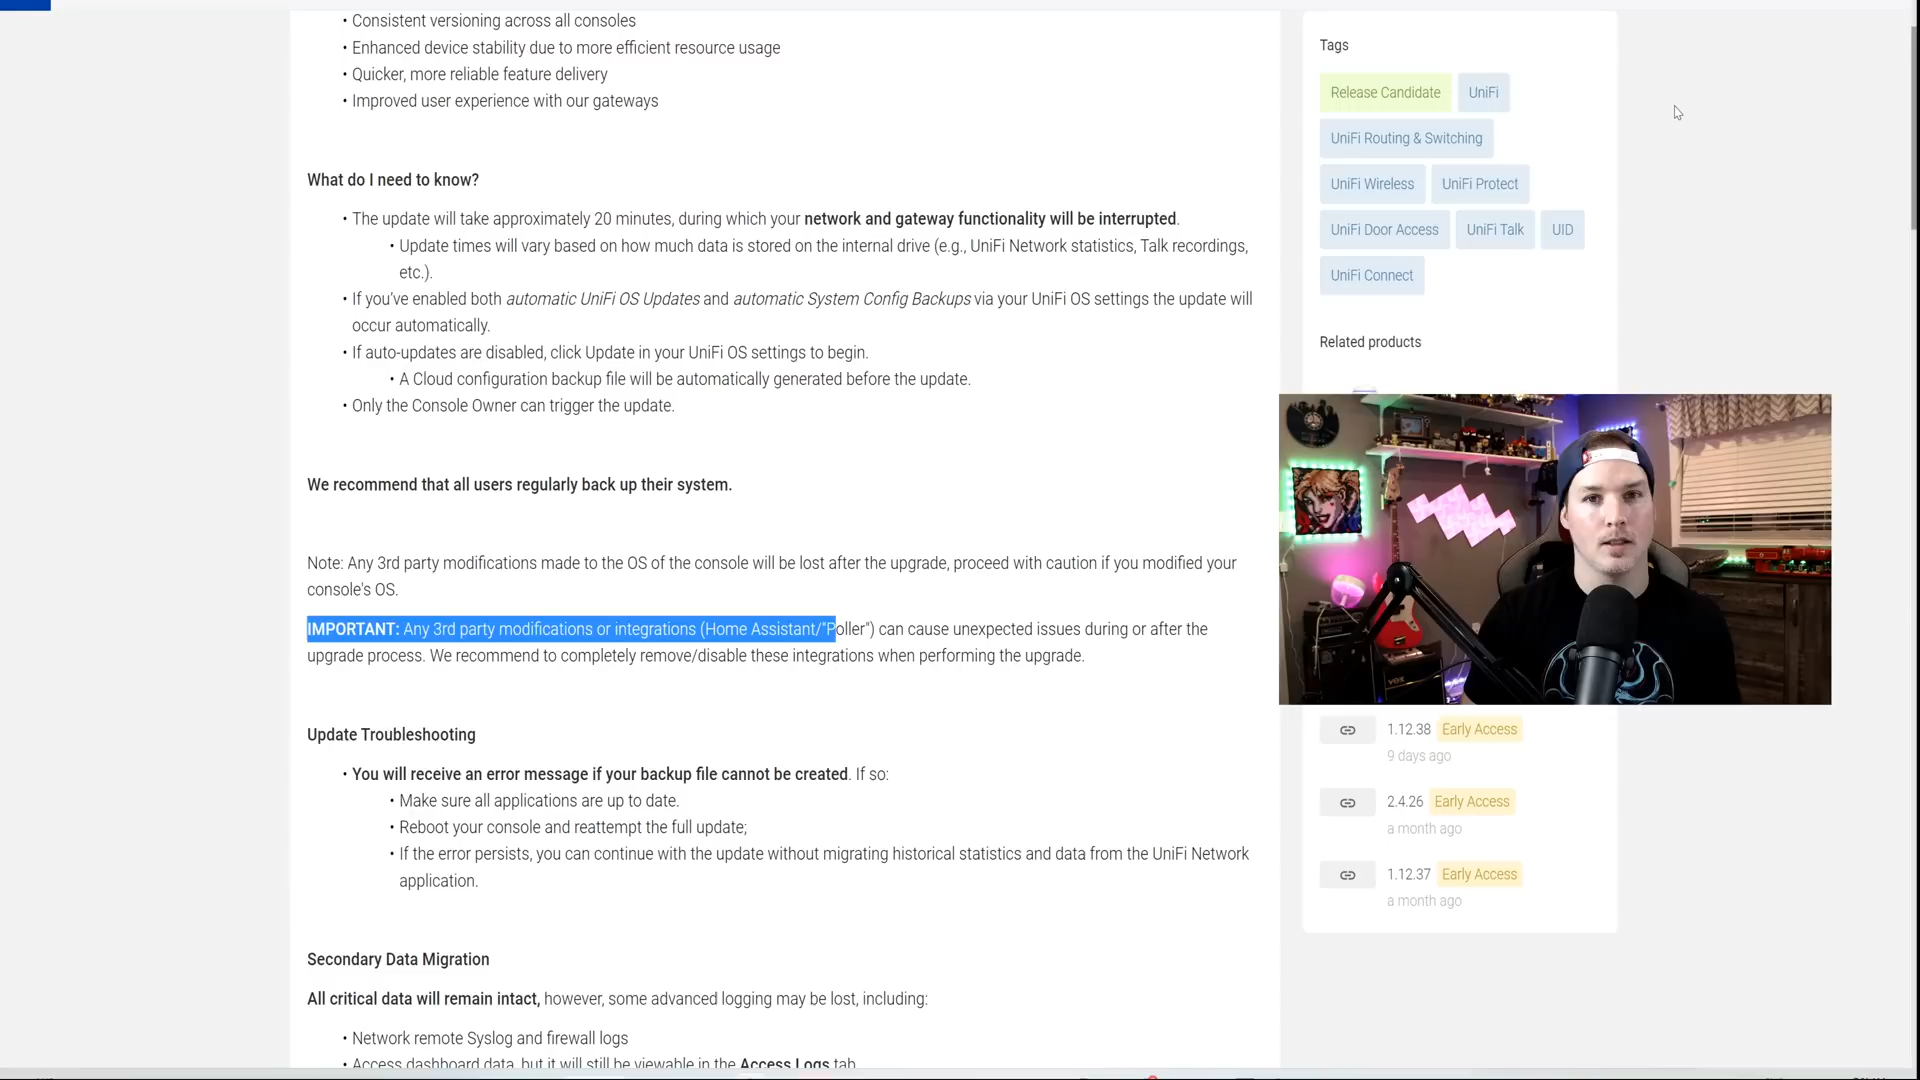 • Consistent versioning across all consoles
• Enhanced device stability due to more efficient resource usage
• Quicker, more reliable feature delivery
• Improved user experience with our gateways
What do I need to know?
• The update will take approximately 20 minutes, during which your network and gateway functionality will be interrupted.
• Update times will vary based on how much data is stored on the internal drive (e.g., UniFi Network statistics, Talk recordings,
etc.).
• If you've enabled both automatic UniFi OS Updates and automatic System Config Backups via your UniFi OS settings the update will
occur automatically.
• If auto-updates are disabled, click Update in your UniFi OS settings to begin.
• A Cloud configuration backup file will be automatically generated before the update.
• Only the Console Owner can trigger the update.
We recommend that all users regularly back up their system.
Note: Any 3rd party modifications made to the OS of the console will be lost after the upgrade, proceed with caution if you modified your
console's OS.
IMPORTANT: Any 3rd party modifications or integrations (Home Assistant/"Poller") can cause unexpected issues during or after the
upgrade process. We recommend to completely remove/disable these integrations when performing the upgrade.
Update Troubleshooting
• You will receive an error message if your backup file cannot be created. If so:
• Make sure all applications are up to date.
• Reboot your console and reattempt the full update;
• If the error persists, you can continue with the update without migrating historical statistics and data from the UniFi Network
application.
Secondary Data Migration
All critical data will remain intact, however, some advanced logging may be lost, including:
• Network remote Syslog and firewall logs
• Access dashboard data, but it will still be viewable in the Access Logs tab
Tags
Release Candidate UniFi
UniFi Routing & Switching
UniFi Wireless UniFi Protect
UniFi Door Access UniFi Talk UID
UniFi Connect
Related products
1.12.38 Early Access
9 days ago
2.4.26 Early Access
a month ago
1.12.37 Early Access
a month ago